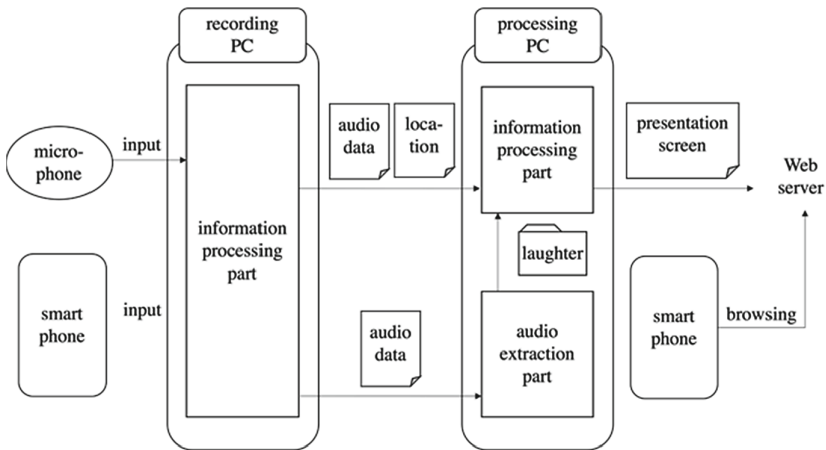 recording
PC
processing
PC
micro-
phone
input
smart
phone
input
information
processing
part
audio
data
loca-
tion
audio
data
information
processing
part
laughter
audio
extraction
part
presentation
screen
Web
server
smart
phone
browsing